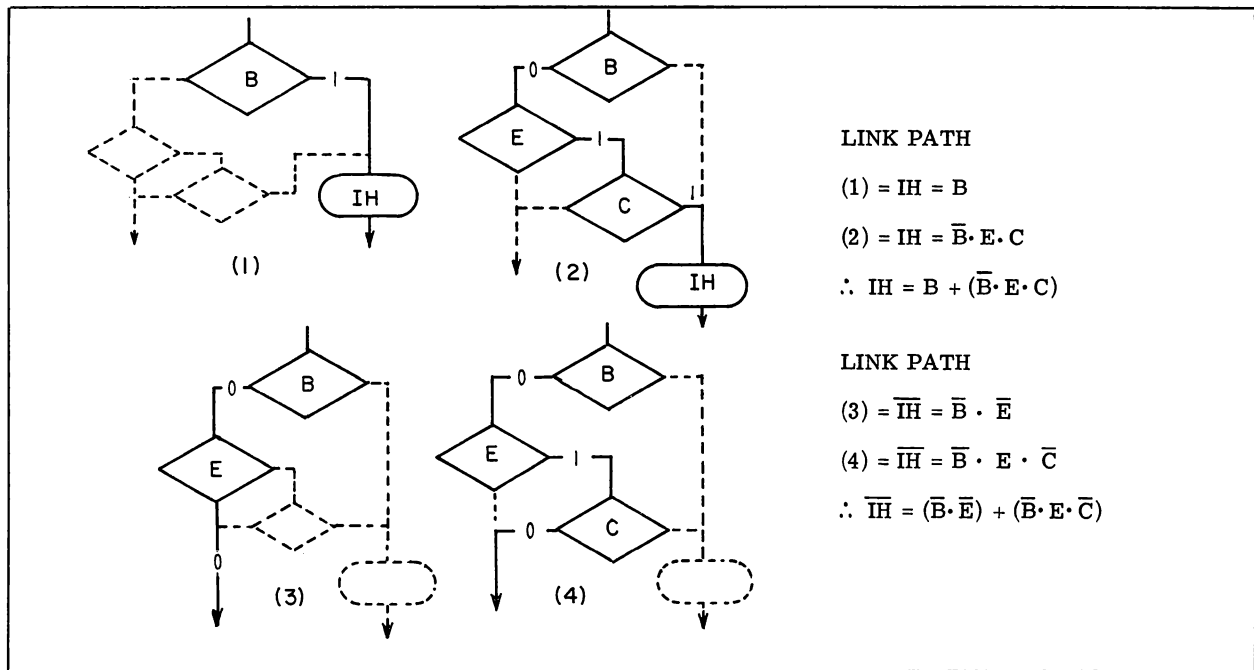 B
1
IH
(1)
B
0
E
1
C
1
IH
(2)
B
0
E
0
(3)
B
0
E
1
C
0
(4)
LINK PATH
(1) = IH = B
(2) = IH = B̅· E· C
∴ IH = B + (B̅· E· C)
LINK PATH
(3) = I̅H̅ = B̅ · E̅
(4) = I̅H̅ = B̅ · E · C̅
∴ I̅H̅ = (B̅·E̅) + (B̅·E·C̅)